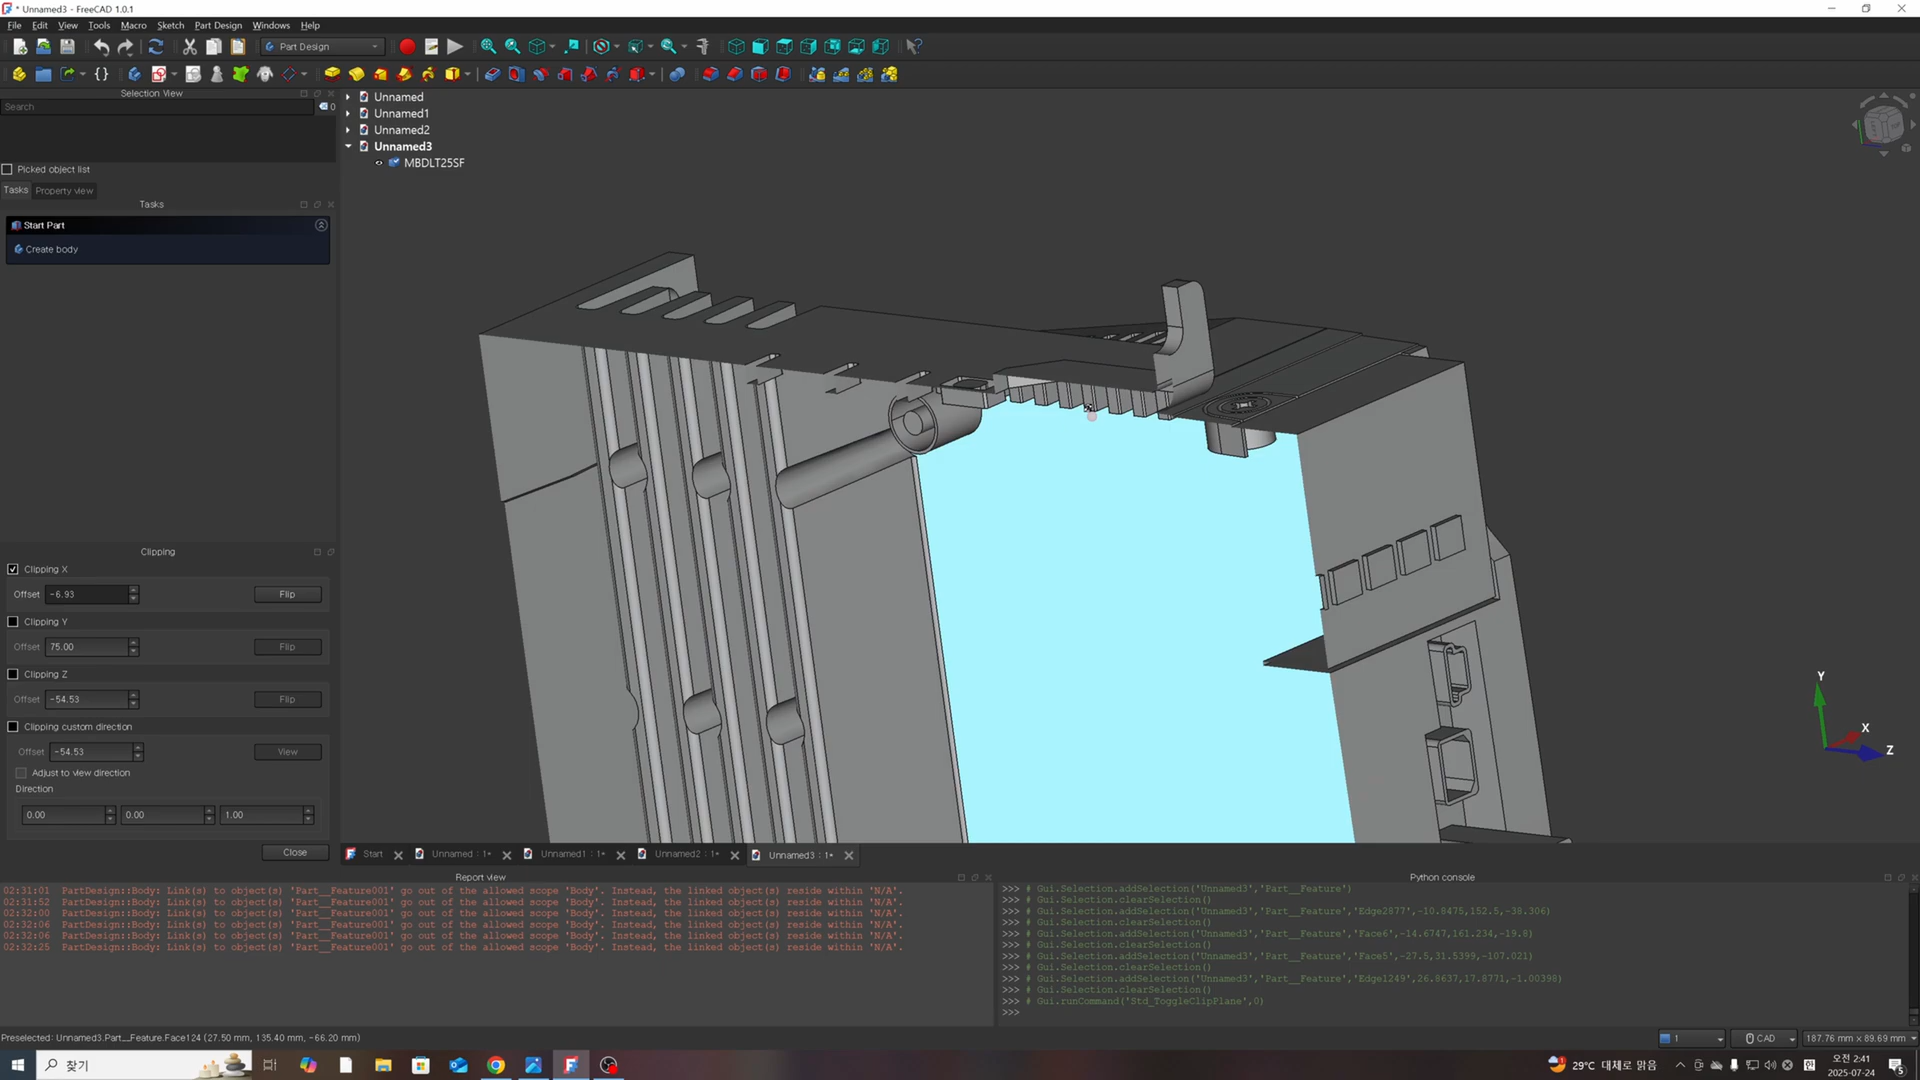 * Unnamed3 - FreeCAD 1.0.1
File Edit View Tools Macro Sketch Part Design Windows Help
Part Design
Selection View
Search
0
Picked object list
Tasks Property view
Tasks
Start Part
Create body
Unnamed
Unnamed1
Unnamed2
Unnamed3
MBDLT25SF
Clipping
Clipping X
Offset -6.93 Flip
Clipping Y
Offset 75.00 Flip
Clipping Z
Offset -54.53 Flip
Clipping custom direction
Offset -54.53 View
Adjust to view direction
Direction
0.00 0.00 1.00
Close
Y
X
Z
Start Unnamed : 1* Unnamed1 : 1* Unnamed2 : 1* Unnamed3 : 1*
Report view
02:31:01 PartDesign::Body: Link(s) to object(s) 'Part__Feature001' go out of the allowed scope 'Body'. Instead, the linked object(s) reside within 'N/A'.
02:31:52 PartDesign::Body: Link(s) to object(s) 'Part__Feature001' go out of the allowed scope 'Body'. Instead, the linked object(s) reside within 'N/A'.
02:32:00 PartDesign::Body: Link(s) to object(s) 'Part__Feature001' go out of the allowed scope 'Body'. Instead, the linked object(s) reside within 'N/A'.
02:32:06 PartDesign::Body: Link(s) to object(s) 'Part__Feature001' go out of the allowed scope 'Body'. Instead, the linked object(s) reside within 'N/A'.
02:32:06 PartDesign::Body: Link(s) to object(s) 'Part__Feature001' go out of the allowed scope 'Body'. Instead, the linked object(s) reside within 'N/A'.
02:32:25 PartDesign::Body: Link(s) to object(s) 'Part__Feature001' go out of the allowed scope 'Body'. Instead, the linked object(s) reside within 'N/A'.
Python console
>>> # Gui.Selection.addSelection('Unnamed3','Part__Feature')
>>> # Gui.Selection.clearSelection()
>>> # Gui.Selection.addSelection('Unnamed3','Part__Feature','Edge2877',-10.8475,152.5,-38.306)
>>> # Gui.Selection.clearSelection()
>>> # Gui.Selection.addSelection('Unnamed3','Part__Feature','Face6',-14.6747,161.234,-19.8)
>>> # Gui.Selection.clearSelection()
>>> # Gui.Selection.addSelection('Unnamed3','Part__Feature','Face5',-27.5,31.5399,-107.021)
>>> # Gui.Selection.clearSelection()
>>> # Gui.Selection.addSelection('Unnamed3','Part__Feature','Edge1249',26.8637,17.8771,-1.00398)
>>> # Gui.Selection.clearSelection()
>>> # Gui.runCommand('Std_ToggleClipPlane',0)
>>>
Preselected: Unnamed3.Part__Feature.Face124 (27.50 mm, 135.40 mm, -66.20 mm)
1 CAD 187.76 mm x 89.69 mm
찾기
29°C 대체로 맑음
오전 2:41
2025-07-24
5